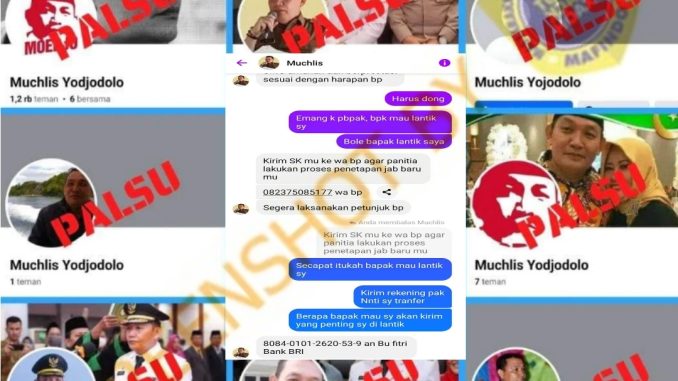 MOEDJO
PALSU
Muchlis Yodjodolo
1,2 rb teman • 6 bersama
PALSU
Muchlis Yodjodolo
1 teman
PALSU
PALSU
Muchlis
sesuai dengan harapan bp
Harus dong
Emang k pbpak, bpk mau lantik
sy
Bole bapak lantik saya
Kirim SK mu ke wa bp agar panitia
lakukan proses penetapan jab baru
mu
082375085177 wa bp
Segera laksanakan petunjuk bp
Anda membalas Muchlis
Kirim SK mu ke wa bp agar
panitia lakukan proses
penetapan jab baru mu
Secapat itukah bapak mau lantik
sy
Kirim rekening pak
Nnti sy tranfer
Berapa bapak mau sy akan kirim
yang penting sy di lantik
8084-0101-2620-53-9 an Bu fitri
Bank BRI
PALSU
MAFINDO
Muchlis Yojodolo
PALSU
Muchlis Yodjodolo
7 teman
PALSU
ENSHOT BY